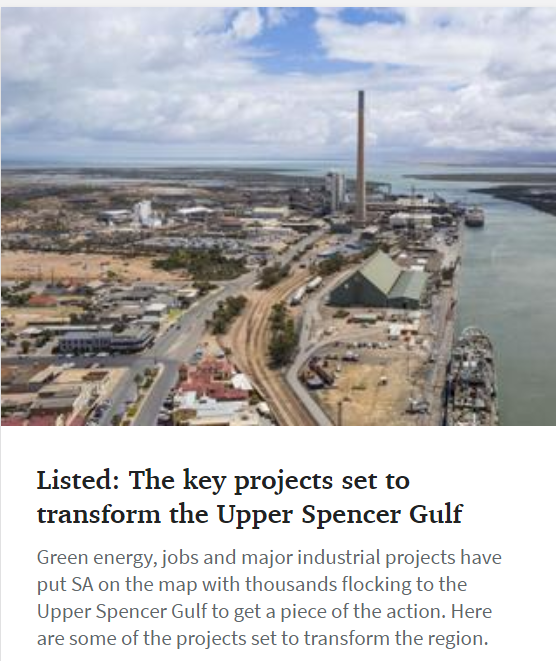 Listed: The key projects set to
transform the Upper Spencer Gulf
Green energy, jobs and major industrial projects have
put SA on the map with thousands flocking to the
Upper Spencer Gulf to get a piece of the action. Here
are some of the projects set to transform the region.